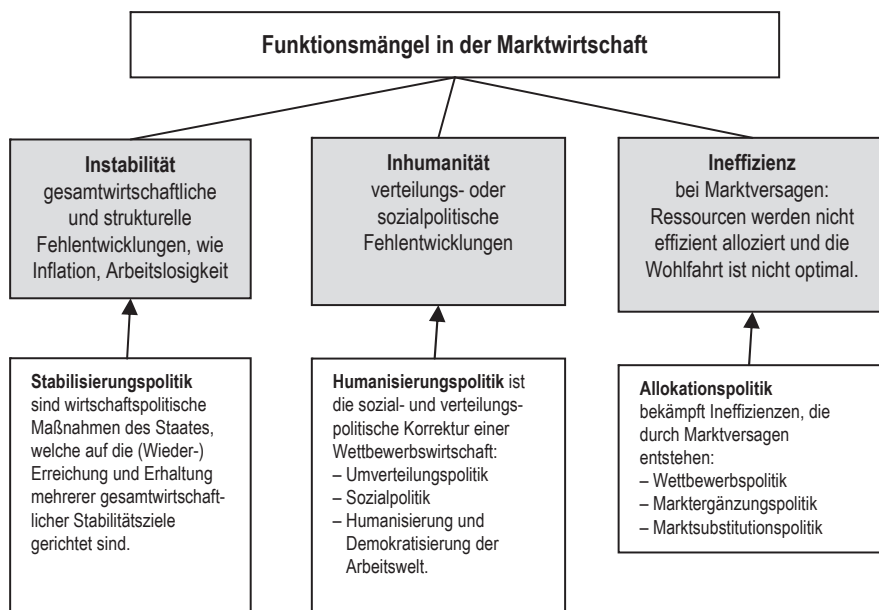 Funktionsmängel in der Marktwirtschaft
Instabilität
gesamtwirtschaftliche
und strukturelle
Fehlentwicklungen, wie
Inflation, Arbeitslosigkeit
Inhumanität
verteilungs- oder
sozialpolitische
Fehlentwicklungen
Ineffizienz
bei Marktversagen:
Ressourcen werden nicht
effizient alloziert und die
Wohlfahrt ist nicht optimal.
Stabilisierungspolitik
sind wirtschaftspolitische
Maßnahmen des Staates,
welche auf die (Wieder-)
Erreichung und Erhaltung
mehrerer gesamtwirtschaft-
licher Stabilitätsziele
gerichtet sind.
Humanisierungspolitik ist
die sozial- und verteilungs-
politische Korrektur einer
Wettbewerbswirtschaft:
– Umverteilungspolitik
– Sozialpolitik
– Humanisierung und
Demokratisierung der
Arbeitswelt.
Allokationspolitik
bekämpft Ineffizienzen, die
durch Marktversagen
entstehen:
– Wettbewerbspolitik
– Marktergänzungspolitik
– Marktsubstitutionspolitik